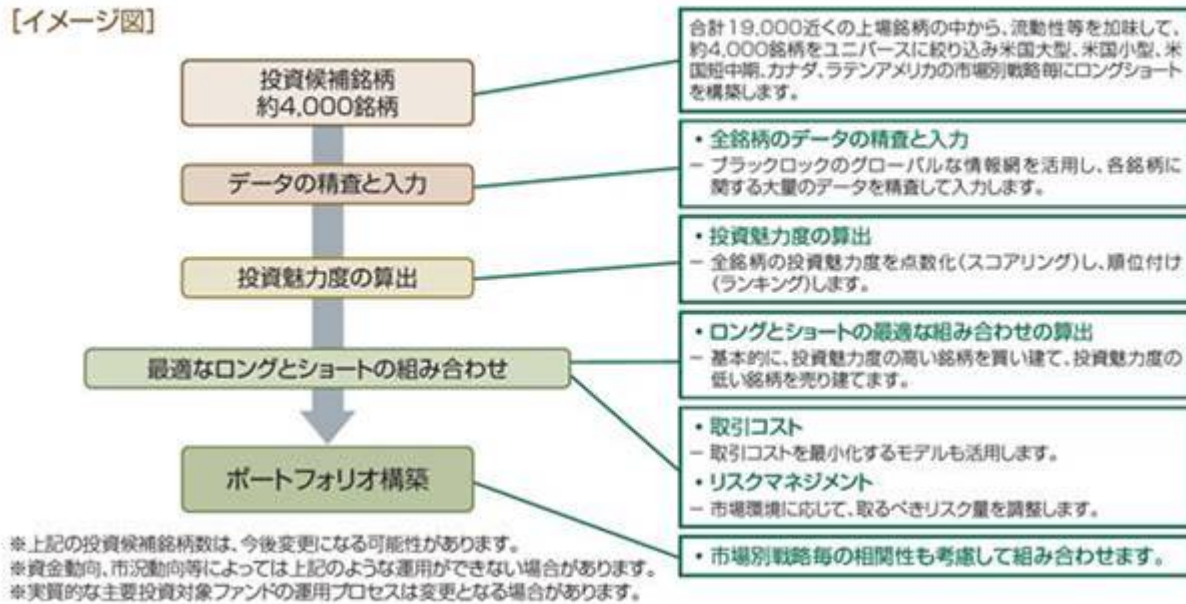 [イメージ図]
投資候補銘柄
約4,000銘柄
データの精査と入力
投資魅力度の算出
最適なロングとショートの組み合わせ
ポートフォリオ構築
合計19,000近くの上場銘柄の中から、流動性等を加味して、
約4,000銘柄をユニバースに絞り込み米国大型、米国小型、米
国短中期、カナダ、ラテンアメリカの市場別戦略毎にロングショート
を構築します。
・全銘柄のデータの精査と入力
− ブラックロックのグローバルな情報網を活用し、各銘柄に
関する大量のデータを精査して入力します。
・投資魅力度の算出
− 全銘柄の投資魅力度を点数化(スコアリング)し、順位付け
(ランキング)します。
・ロングとショートの最適な組み合わせの算出
− 基本的に、投資魅力度の高い銘柄を買い建て、投資魅力度の
低い銘柄を売り建てます。
・取引コスト
− 取引コストを最小化するモデルも活用します。
・リスクマネジメント
− 市場環境に応じて、取るべきリスク量を調整します。
・市場別戦略毎の相関性も考慮して組み合わせます。
※上記の投資候補銘柄数は、今後変更になる可能性があります。
※資金動向、市況動向等によっては上記のような運用ができない場合があります。
※実質的な主要投資対象ファンドの運用プロセスは変更となる場合があります。